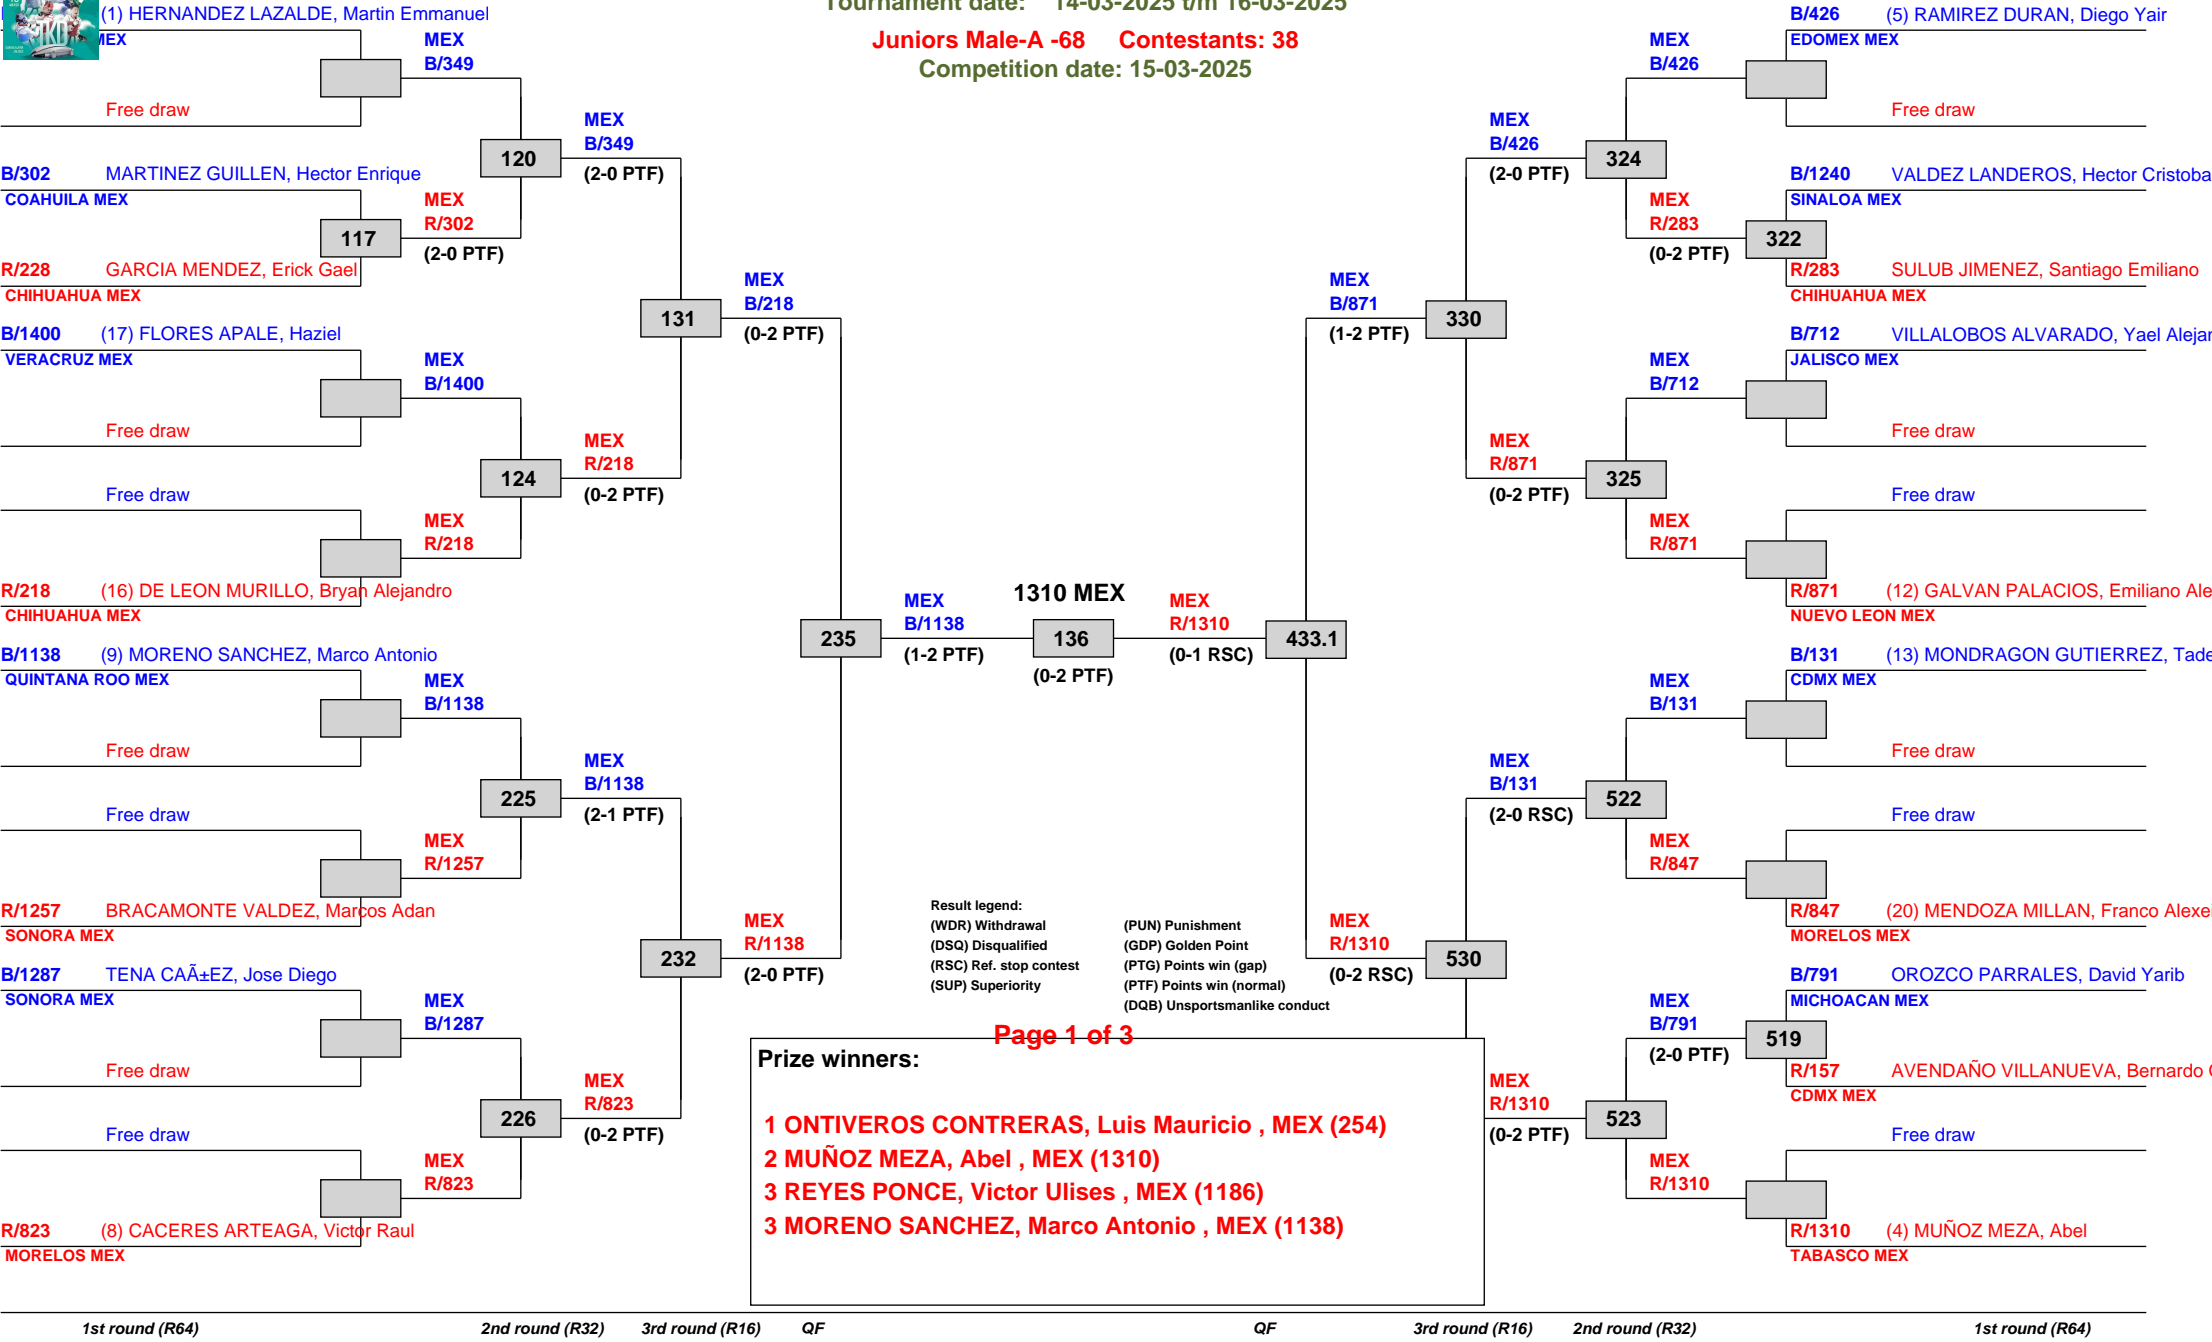 Tournament date: 14-03-2025 t/m 16-03-2025
Juniors Male-A -68 Contestants: 38
Competition date: 15-03-2025
(1) HERNANDEZ LAZALDE, Martin Emmanuel
MEX
Free draw
B/302 MARTINEZ GUILLEN, Hector Enrique
COAHUILA MEX
R/228 GARCIA MENDEZ, Erick Gael
CHIHUAHUA MEX
B/1400 (17) FLORES APALE, Haziel
VERACRUZ MEX
Free draw
Free draw
R/218 (16) DE LEON MURILLO, Bryan Alejandro
CHIHUAHUA MEX
B/1138 (9) MORENO SANCHEZ, Marco Antonio
QUINTANA ROO MEX
Free draw
Free draw
R/1257 BRACAMONTE VALDEZ, Marcos Adan
SONORA MEX
B/1287 TENA CAÃ±EZ, Jose Diego
SONORA MEX
Free draw
Free draw
R/823 (8) CACERES ARTEAGA, Victor Raul
MORELOS MEX
117
MEX
B/349
MEX
R/302
(2-0 PTF)
MEX
B/1400
MEX
R/218
MEX
B/1138
MEX
R/1257
MEX
B/1287
MEX
R/823
120
124
225
226
MEX
B/349
(2-0 PTF)
MEX
R/218
(0-2 PTF)
MEX
B/1138
(2-1 PTF)
MEX
R/823
(0-2 PTF)
131
232
MEX
B/218
(0-2 PTF)
MEX
R/1138
(2-0 PTF)
235
MEX
B/1138
(1-2 PTF)
1310 MEX
136
(0-2 PTF)
MEX
R/1310
(0-1 RSC)
433.1
MEX
B/871
(1-2 PTF)
MEX
R/1310
(0-2 RSC)
330
530
MEX
B/426
(2-0 PTF)
MEX
R/871
(0-2 PTF)
MEX
B/131
(2-0 RSC)
MEX
R/1310
(0-2 PTF)
324
325
522
523
MEX
B/426
MEX
R/283
(0-2 PTF)
MEX
B/712
MEX
R/871
MEX
B/131
MEX
R/847
MEX
B/791
(2-0 PTF)
MEX
R/1310
322
519
B/426 (5) RAMIREZ DURAN, Diego Yair
EDOMEX MEX
Free draw
B/1240 VALDEZ LANDEROS, Hector Cristoba
SINALOA MEX
R/283 SULUB JIMENEZ, Santiago Emiliano
CHIHUAHUA MEX
B/712 VILLALOBOS ALVARADO, Yael Alejan
JALISCO MEX
Free draw
Free draw
R/871 (12) GALVAN PALACIOS, Emiliano Ale
NUEVO LEON MEX
B/131 (13) MONDRAGON GUTIERREZ, Tade
CDMX MEX
Free draw
Free draw
R/847 (20) MENDOZA MILLAN, Franco Alexe
MORELOS MEX
B/791 OROZCO PARRALES, David Yarib
MICHOACAN MEX
R/157 AVENDAÑO VILLANUEVA, Bernardo
CDMX MEX
Free draw
R/1310 (4) MUÑOZ MEZA, Abel
TABASCO MEX
Result legend:
(WDR) Withdrawal (PUN) Punishment
(DSQ) Disqualified (GDP) Golden Point
(RSC) Ref. stop contest (PTG) Points win (gap)
(SUP) Superiority (PTF) Points win (normal)
(DQB) Unsportsmanlike conduct
Page 1 of 3
Prize winners:
1 ONTIVEROS CONTRERAS, Luis Mauricio , MEX (254)
2 MUÑOZ MEZA, Abel , MEX (1310)
3 REYES PONCE, Victor Ulises , MEX (1186)
3 MORENO SANCHEZ, Marco Antonio , MEX (1138)
1st round (R64) 2nd round (R32) 3rd round (R16) QF QF 3rd round (R16) 2nd round (R32) 1st round (R64)